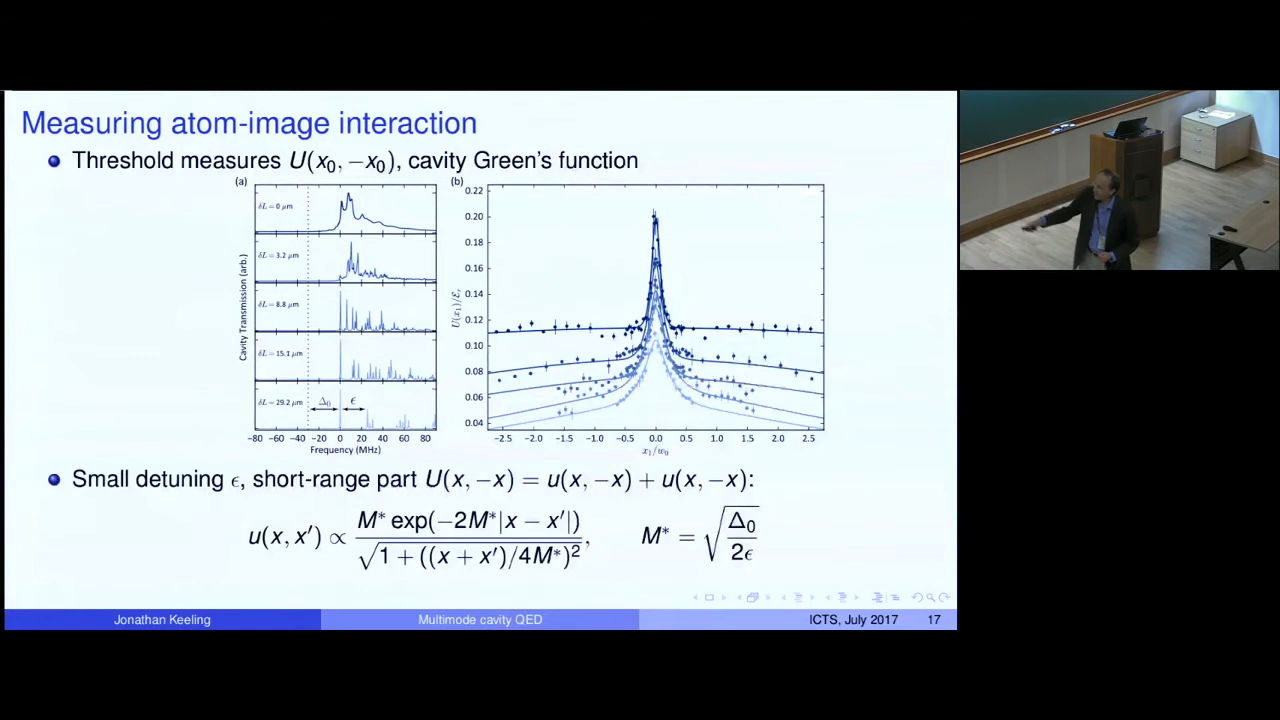 Measuring atom-image interaction
Threshold measures U(x₀, −x₀), cavity Green's function
(a)
(b)
δL = 0 μm
δL = 3.2 μm
δL = 8.8 μm
δL = 15.1 μm
δL = 29.2 μm
Δ₀
ϵ
Cavity Transmission (arb.)
−80 −60 −40 −20 0 20 40 60 80
Frequency (MHz)
0.22
0.20
0.18
0.16
0.14
0.12
0.10
0.08
0.06
0.04
U(x₁)/ℰᵣ
−2.5 −2.0 −1.5 −1.0 −0.5 0.0 0.5 1.0 1.5 2.0 2.5
x₁/w₀
Small detuning ϵ, short-range part U(x, −x) = u(x, −x) + u(x, −x):
u(x, x′) ∝ M* exp(−2M*|x − x′|) / √(1 + ((x + x′)/4M*)²), M* = √(Δ₀/2ϵ)
Jonathan Keeling Multimode cavity QED ICTS, July 2017 17